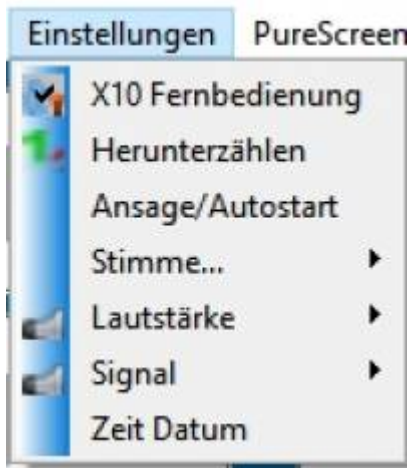 Einstellungen PureScreen
X10 Fernbedienung
Herunterzählen
Ansage/Autostart
Stimme...
Lautstärke
Signal
Zeit Datum